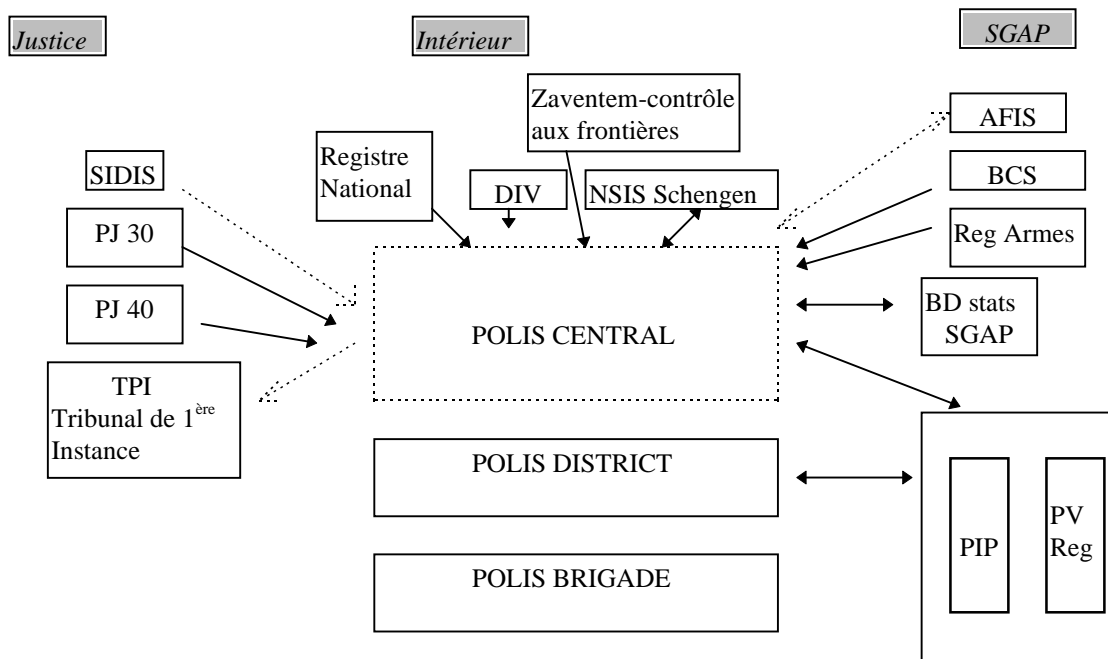 Justice
Intérieur
SGAP
Zaventem-contrôle
aux frontières
AFIS
Registre
National
SIDIS
DIV
NSIS Schengen
BCS
PJ 30
Reg Armes
PJ 40
POLIS CENTRAL
BD stats
SGAP
TPI
Tribunal de 1ère
Instance
POLIS DISTRICT
PIP
PV
Reg
POLIS BRIGADE